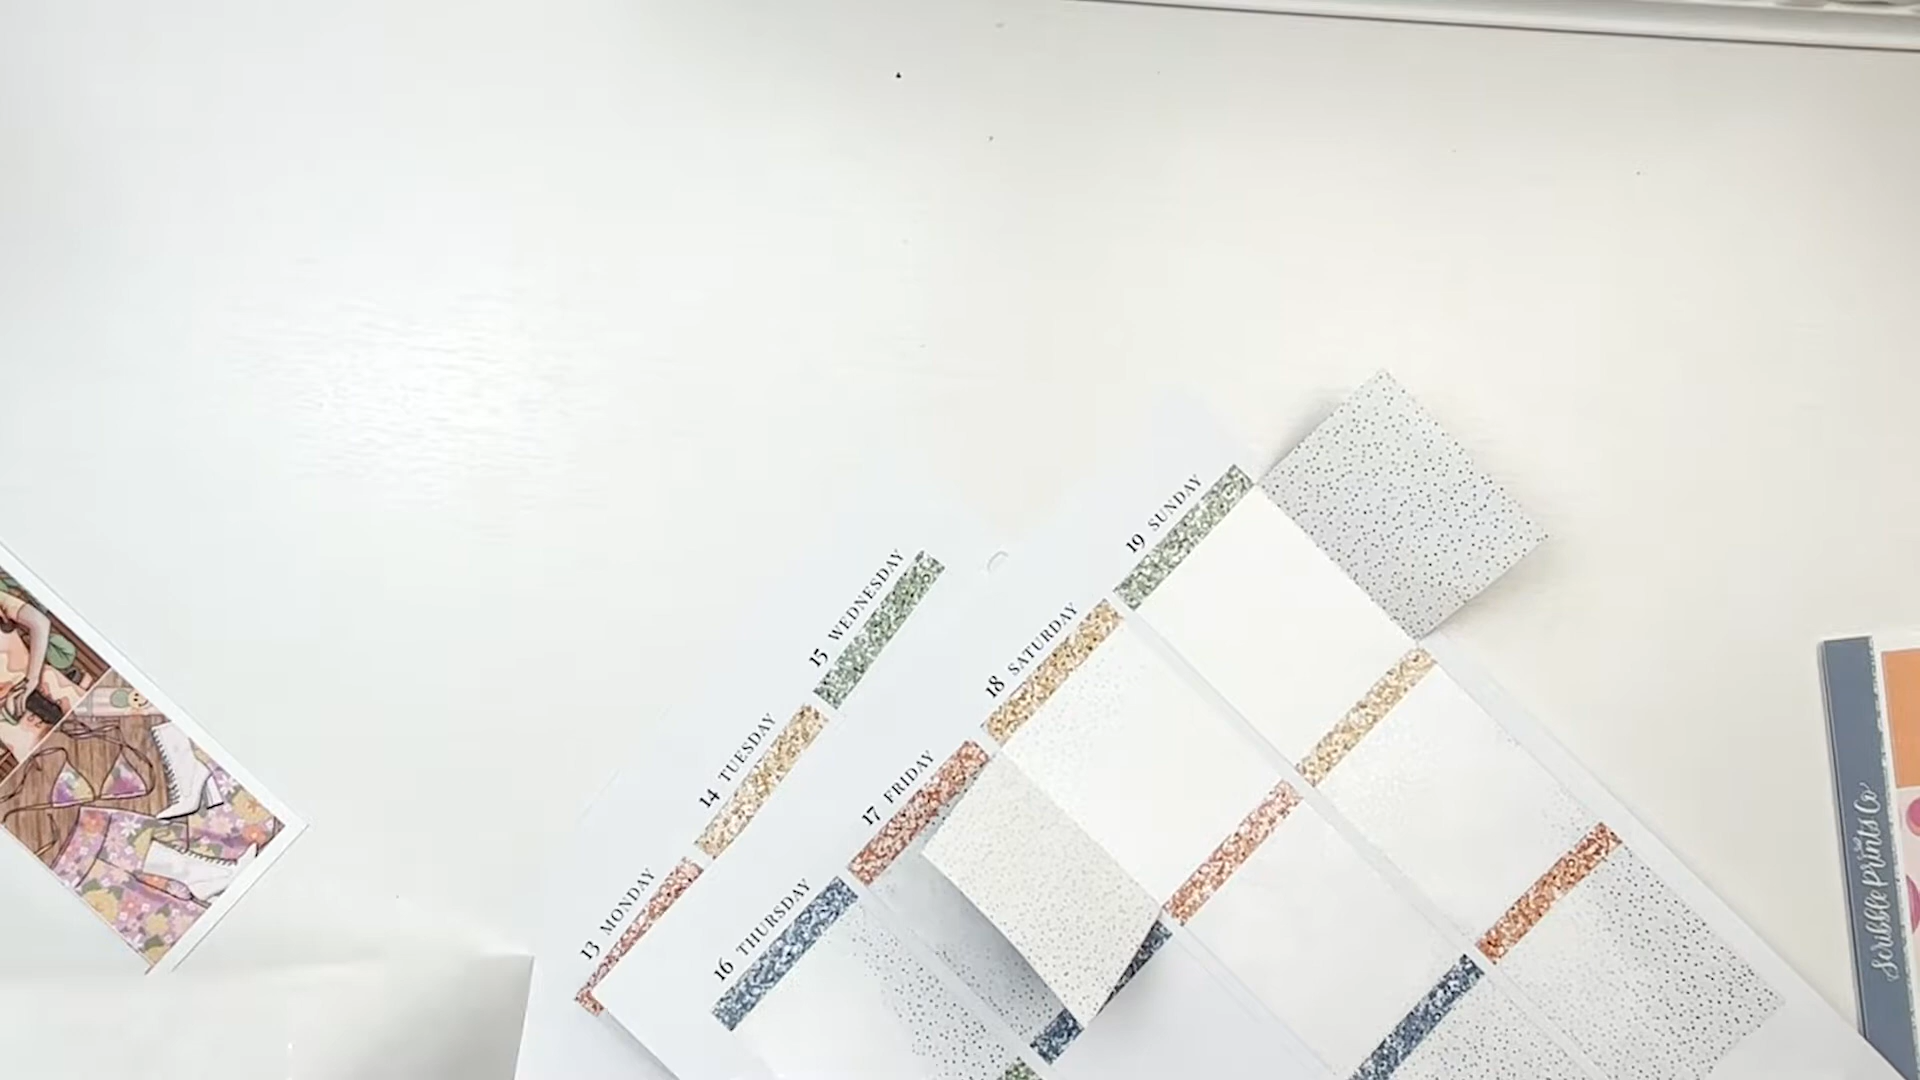 13 MONDAY
14 TUESDAY
15 WEDNESDAY
16 THURSDAY
17 FRIDAY
18 SATURDAY
19 SUNDAY
Scribble Prints Co